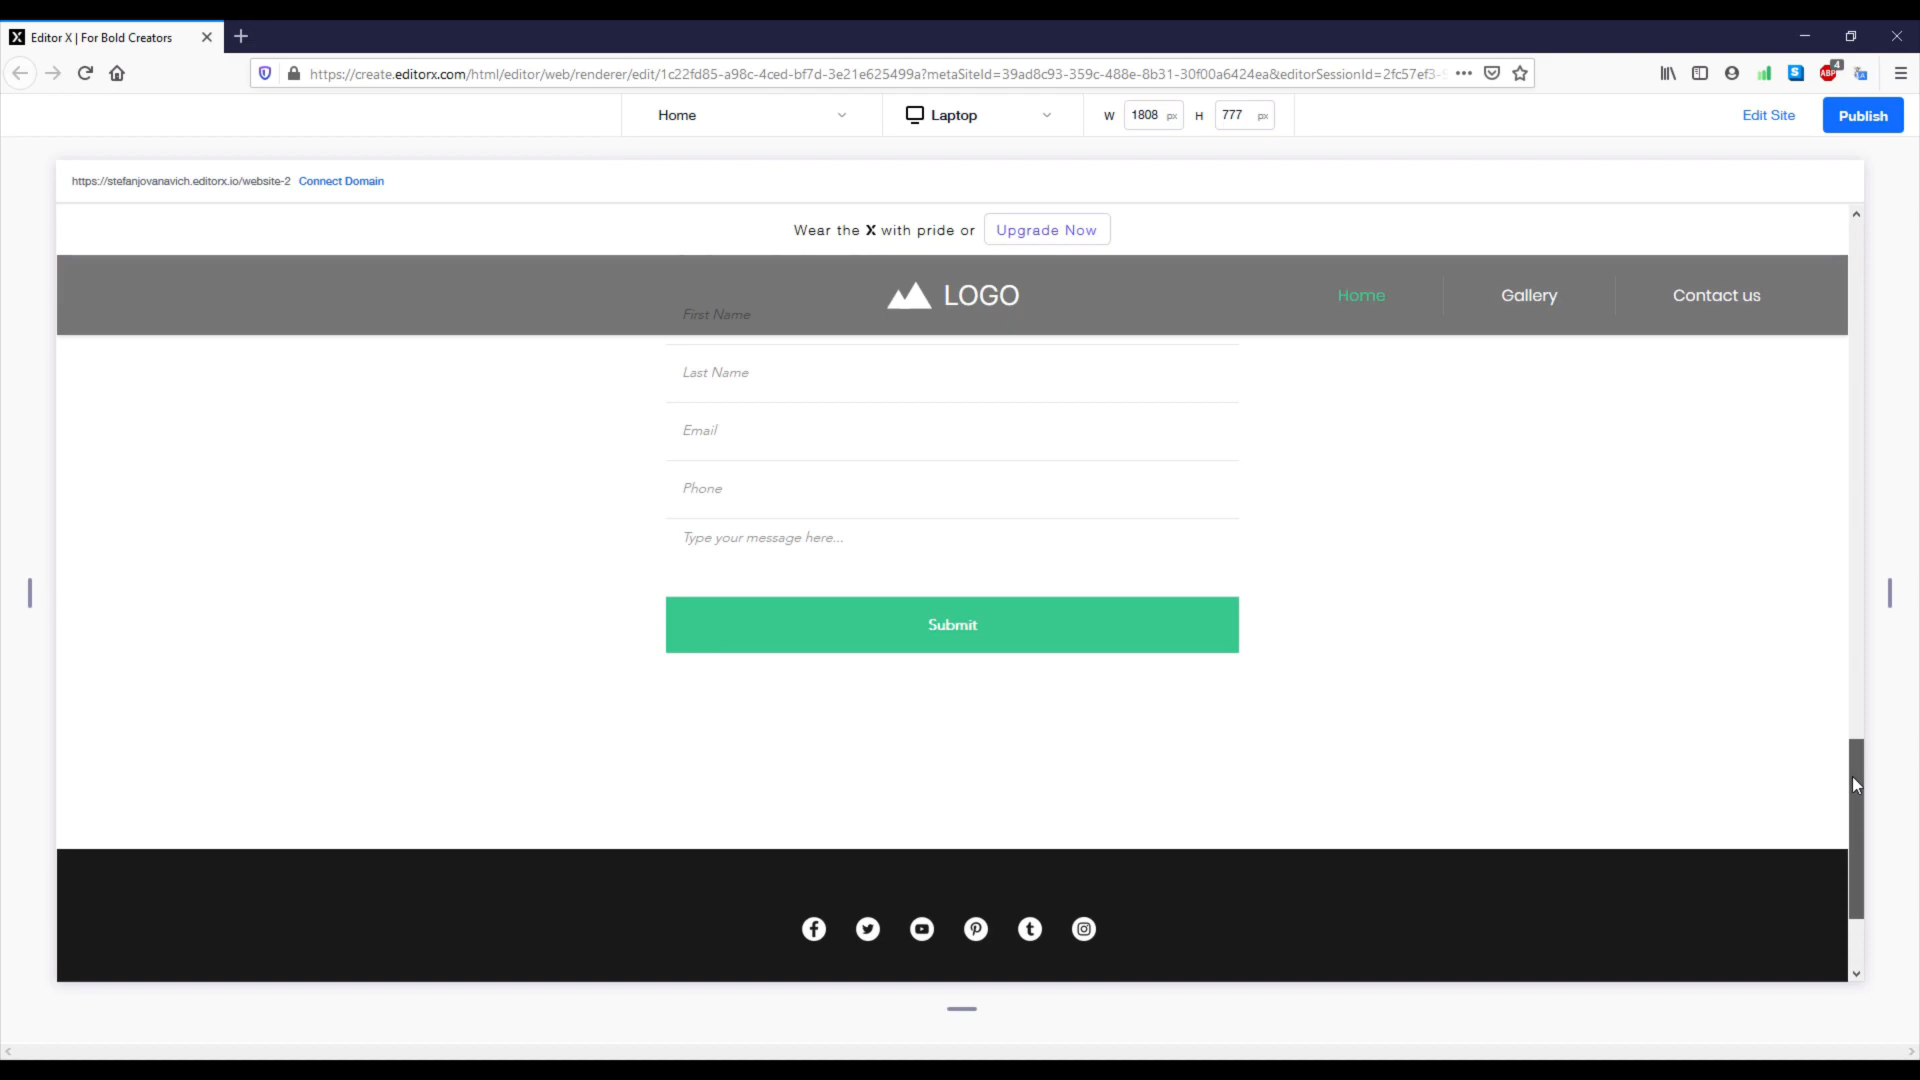 Editor X | For Bold Creators
https://create.editorx.com/html/editor/web/renderer/edit/1c22fd85-a98c-4ced-bf7d-3e21e625499a?metaSiteId=39ad8c93-359c-488e-8b31-30f00a6424ea&editorSessionId=2fc57ef3-
S
ABP
4
Home
Laptop
W 1808 px H 777 px
Edit Site
Publish
https://stefanjovanavich.editorx.io/website-2 Connect Domain
Wear the X with pride or Upgrade Now
LOGO
Home
Gallery
Contact us
First Name
Last Name
Email
Phone
Type your message here...
Submit